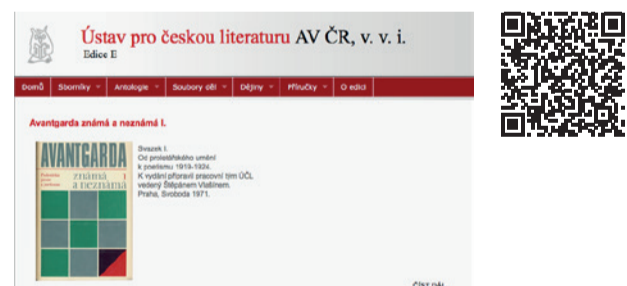 Ústav pro českou literaturu AV ČR, v. v. i.
Edice E
Domů Sborníky Antologie Soubory děl Dějiny Příručky O edici
Avantgarda známá a neznámá I.
AVANTGARDA
známá 1
a neznámá
Svazek I.
Od proletářského umění
k poetismu 1919-1924.
K vydání připravil pracovní tým ÚČL
vedený Štěpánem Vlašínem.
Praha, Svoboda 1971.